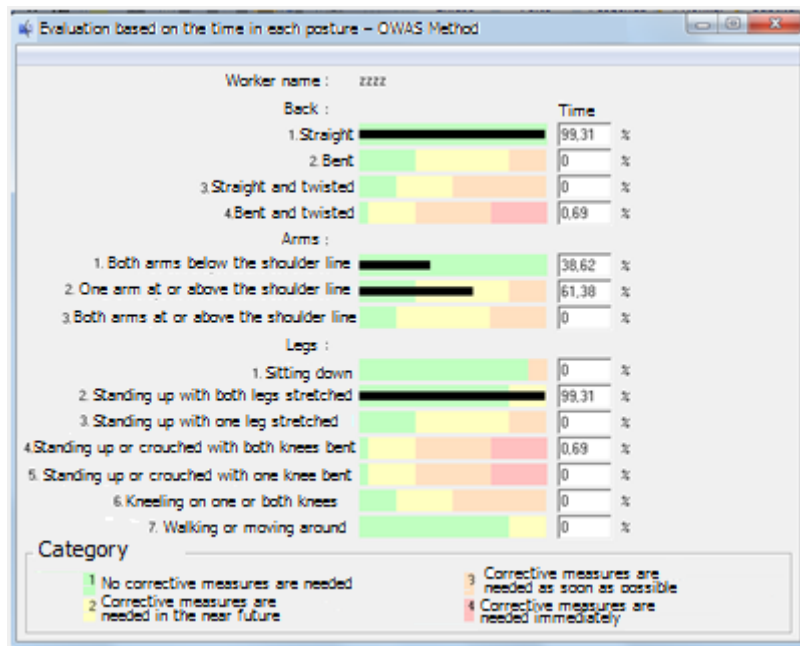 Evaluation based on the time in each posture – OWAS Method
Worker name : zzzz
Back : Time
1.Straight 99,31 %
2.Bent 0 %
3.Straight and twisted 0 %
4.Bent and twisted 0,69 %
Arms :
1. Both arms below the shoulder line 38,62 %
2. One arm at or above the shoulder line 61,38 %
3.Both arms at or above the shoulder line 0 %
Legs :
1. Sitting down 0 %
2. Standing up with both legs stretched 99,31 %
3. Standing up with one leg stretched 0 %
4.Standing up or crouched with both knees bent 0,69 %
5. Standing up or crouched with one knee bent 0 %
6.Kneeling on one or both knees 0 %
7. Walking or moving around 0 %
Category
1 No corrective measures are needed
2 Corrective measures are
needed in the near future
3 Corrective measures are
needed as soon as possible
4 Corrective measures are
needed immediately